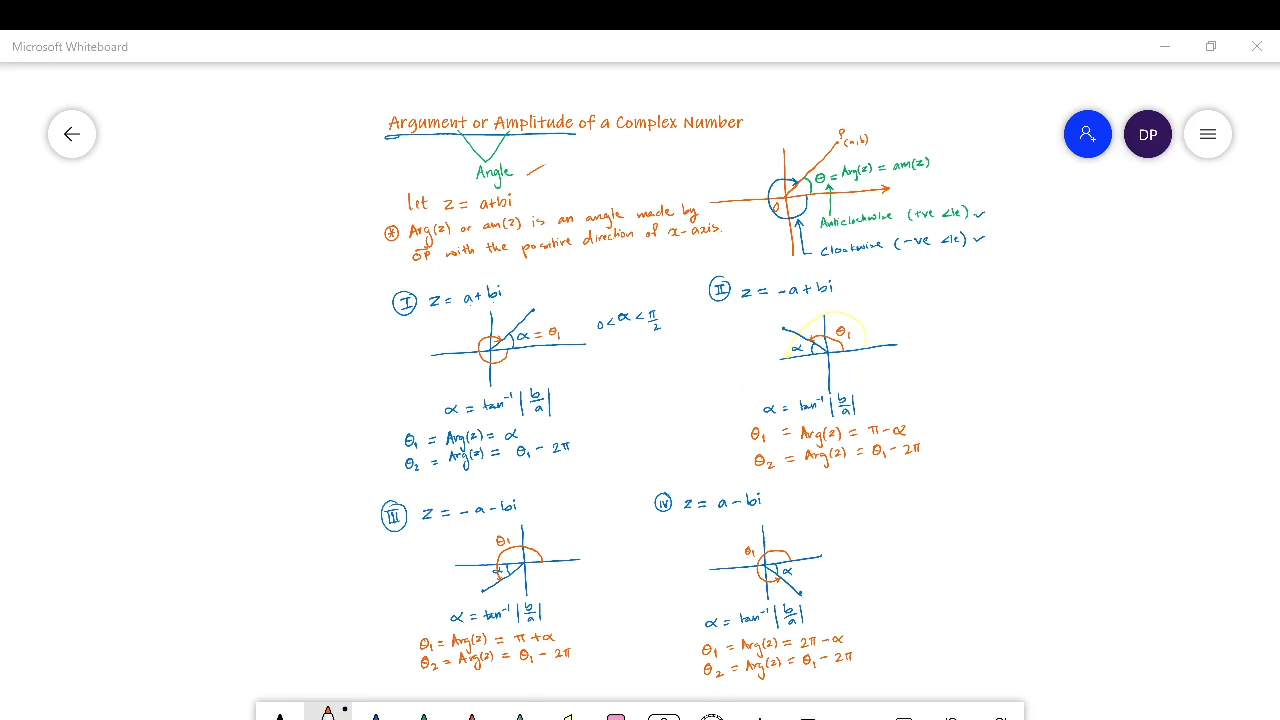 Microsoft Whiteboard
DP
Argument or Amplitude of a Complex Number
Angle
let z = a+bi
* Arg(z) or am(z) is an angle made by
OP with the positive direction of x-axis.
P(a,b)
θ = Arg(z) = am(z)
O
Anticlockwise (+ve <le) ✓
Clockwise (-ve <le) ✓
I z = a+bi
α = θ1
0 < α < π/2
α = tan⁻¹ |b/a|
θ1 = Arg(z) = α
θ2 = Arg(z) = θ1 - 2π
II z = -a+bi
θ1
α
α = tan⁻¹ |b/a|
θ1 = Arg(z) = π-α
θ2 = Arg(z) = θ1 - 2π
III z = -a-bi
θ1
α
α = tan⁻¹ |b/a|
θ1 = Arg(z) = π+α
θ2 = Arg(z) = θ1 - 2π
IV z = a-bi
θ1
α
α = tan⁻¹ |b/a|
θ1 = Arg(z) = 2π-α
θ2 = Arg(z) = θ1 - 2π